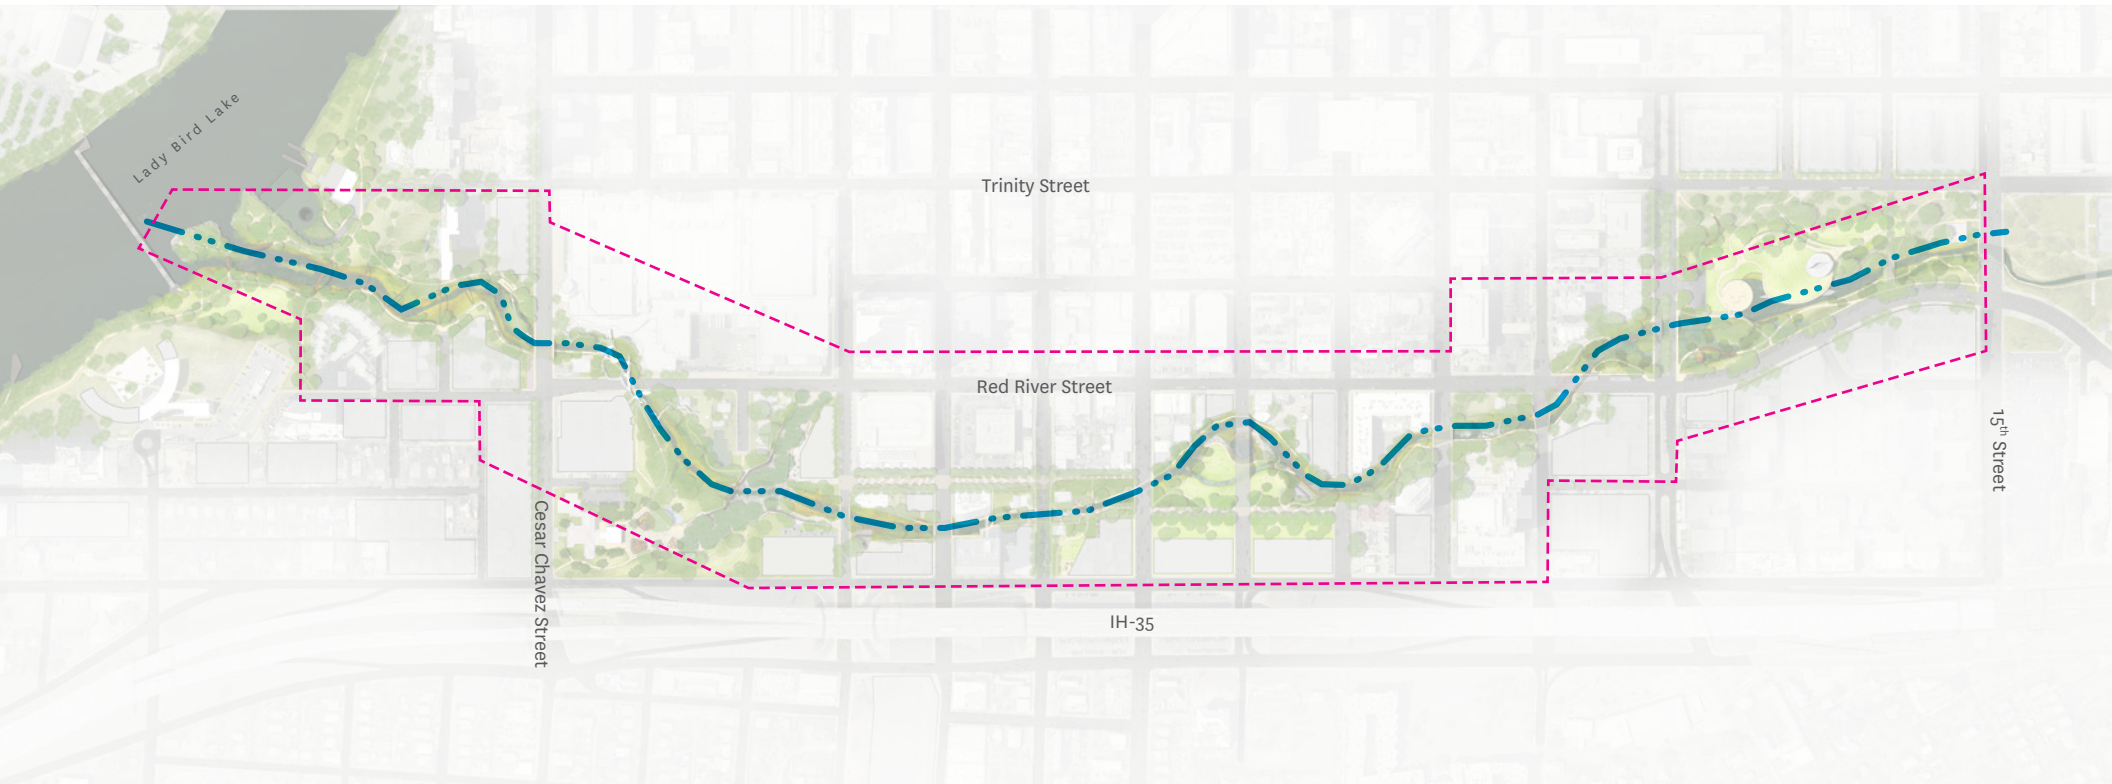 Lady Bird Lake
Trinity Street
Red River Street
15th Street
Cesar Chavez Street
IH-35